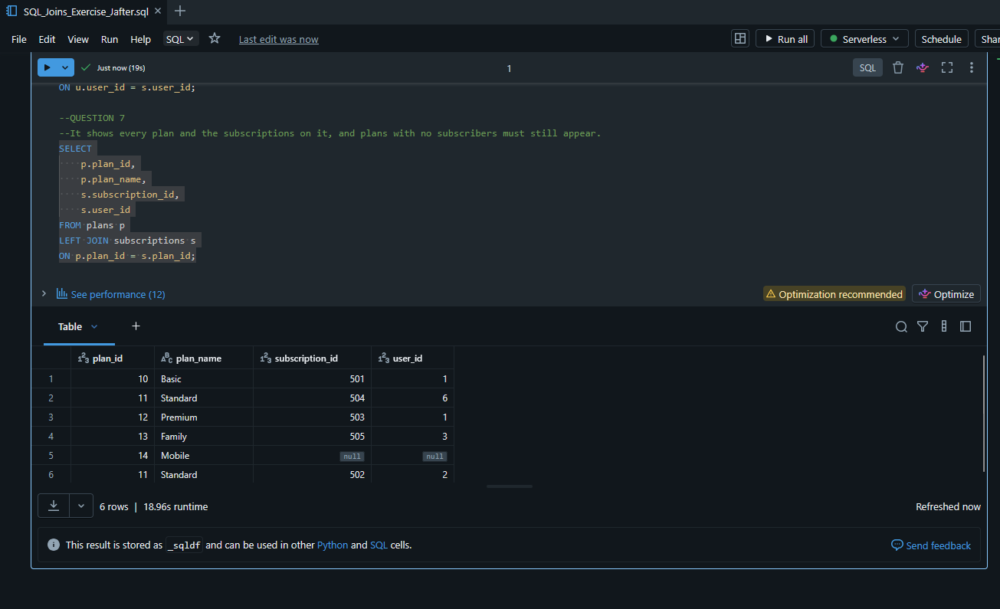 SQL_Joins_Exercise_Jafter.sql
File Edit View Run Help SQL Last edit was now Run all Serverless Schedule Shar
Just now (19s) 1 SQL
ON u.user_id = s.user_id;
--QUESTION 7
--It shows every plan and the subscriptions on it, and plans with no subscribers must still appear.
SELECT
p.plan_id,
p.plan_name,
s.subscription_id,
s.user_id
FROM plans p
LEFT JOIN subscriptions s
ON p.plan_id = s.plan_id;
See performance (12) Optimization recommended Optimize
Table
plan_id plan_name subscription_id user_id
1 10 Basic 501 1
2 11 Standard 504 6
3 12 Premium 503 1
4 13 Family 505 3
5 14 Mobile null null
6 11 Standard 502 2
6 rows | 18.96s runtime Refreshed now
This result is stored as _sqldf and can be used in other Python and SQL cells. Send feedback